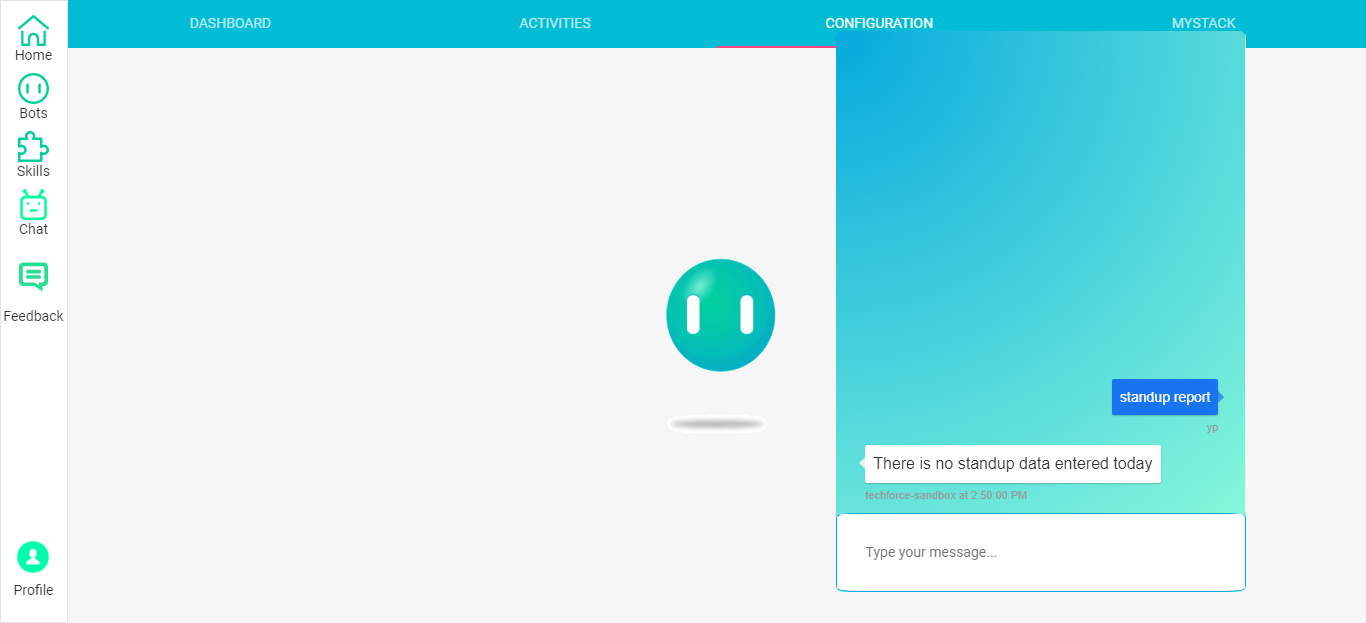 DASHBOARD
ACTIVITIES
CONFIGURATION
MYSTACK
Home
Bots
Skills
Chat
Feedback
Profile
standup report
yp
There is no standup data entered today
techforce-sandbox at 2:50:00 PM
Type your message...